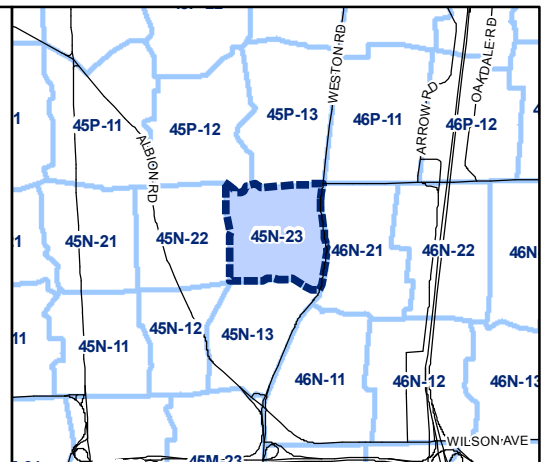 WESTON RD
OAKDALE RD
ARROW RD
ALBION RD
45P-11
45P-12
45P-13
46P-11
46P-12
1
45N-21
45N-22
45N-23
46N-21
46N-22
46N
11
45N-11
45N-12
45N-13
46N-11
46N-12
46N-13
WILSON AVE
45M-23